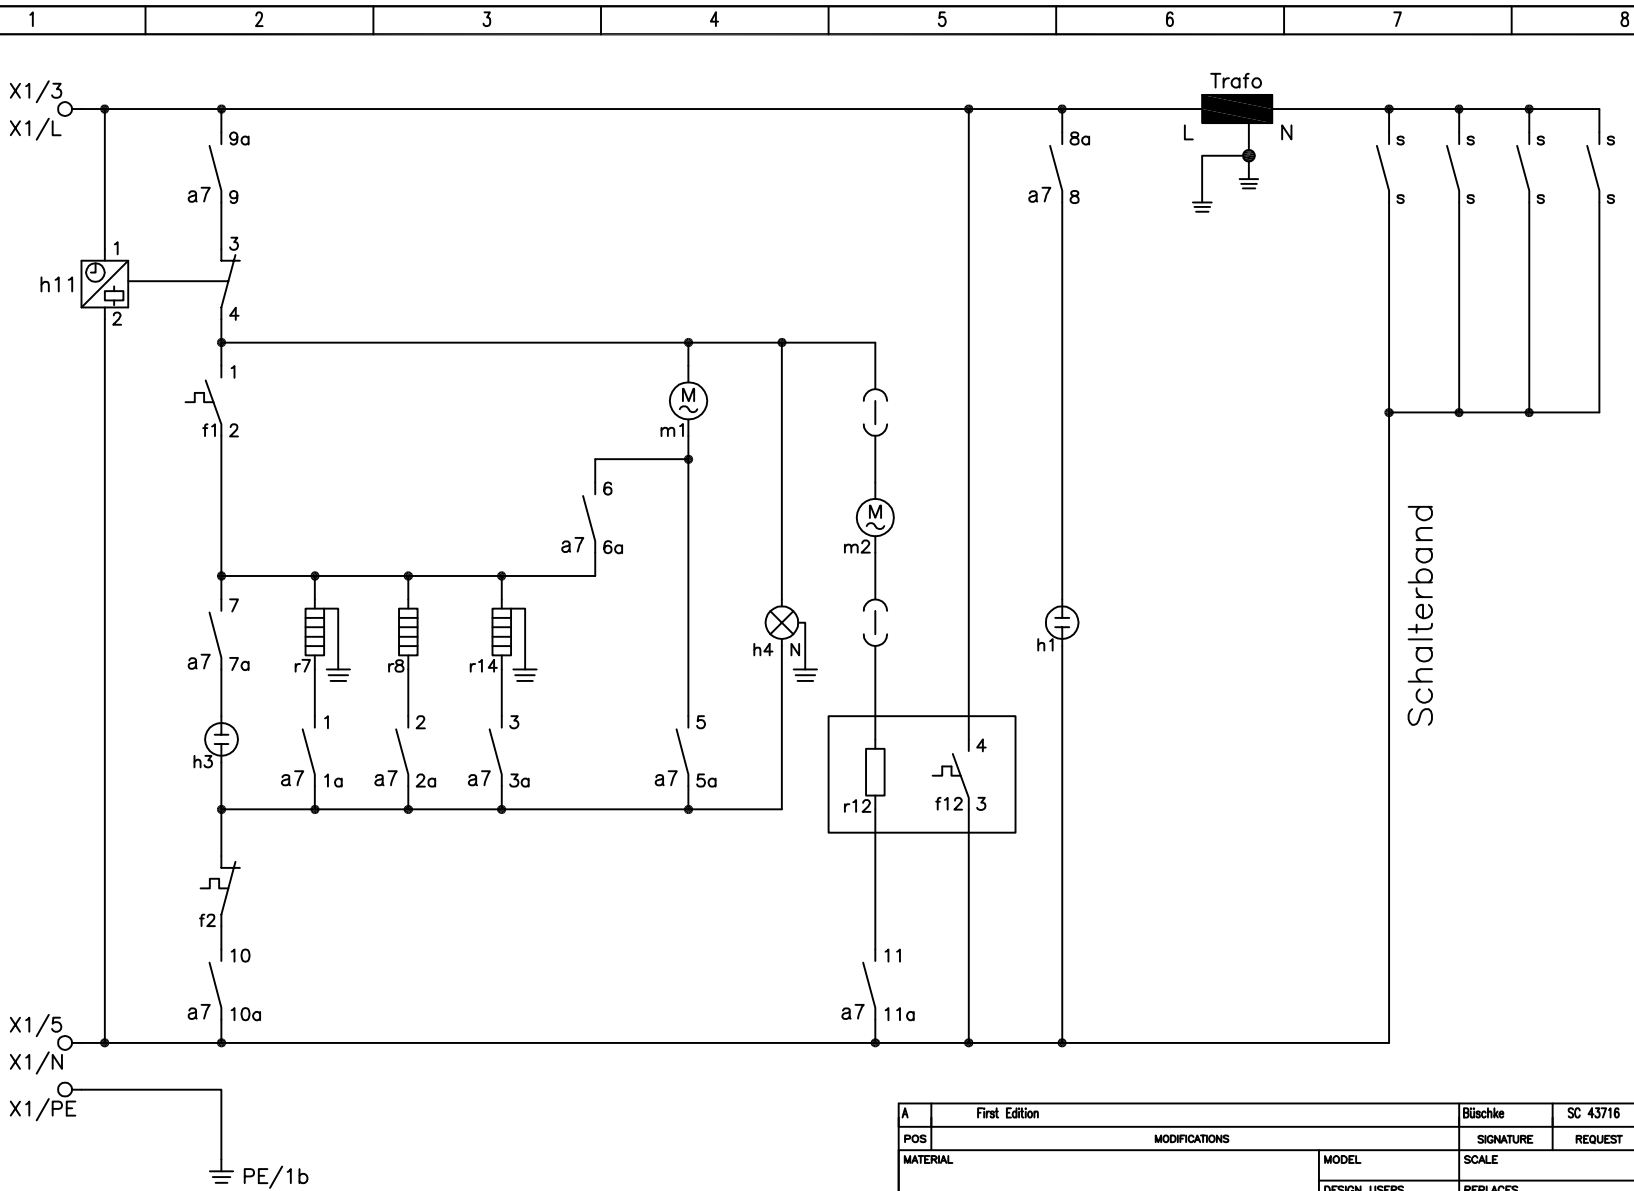 1 2 3 4 5 6 7 8
X1/3
X1/L
Trafo
L N
9a
a7 9
8a
a7 8
s s s s
s s s s
3
1
h11
2
4
1
f1 2
M
m1
6
a7 6a
M
m2
7
a7 7a
r7
r8
r14
h4 N
h1
Schalterband
h3
1
a7 1a
2
a7 2a
3
a7 3a
5
a7 5a
r12
4
f12 3
f2
10
a7 10a
11
a7 11a
X1/5
X1/N
X1/PE
PE/1b
A First Edition Büschke SC 43716
POS MODIFICATIONS SIGNATURE REQUEST
MATERIAL MODEL SCALE
DESIGN USERS REPLACES